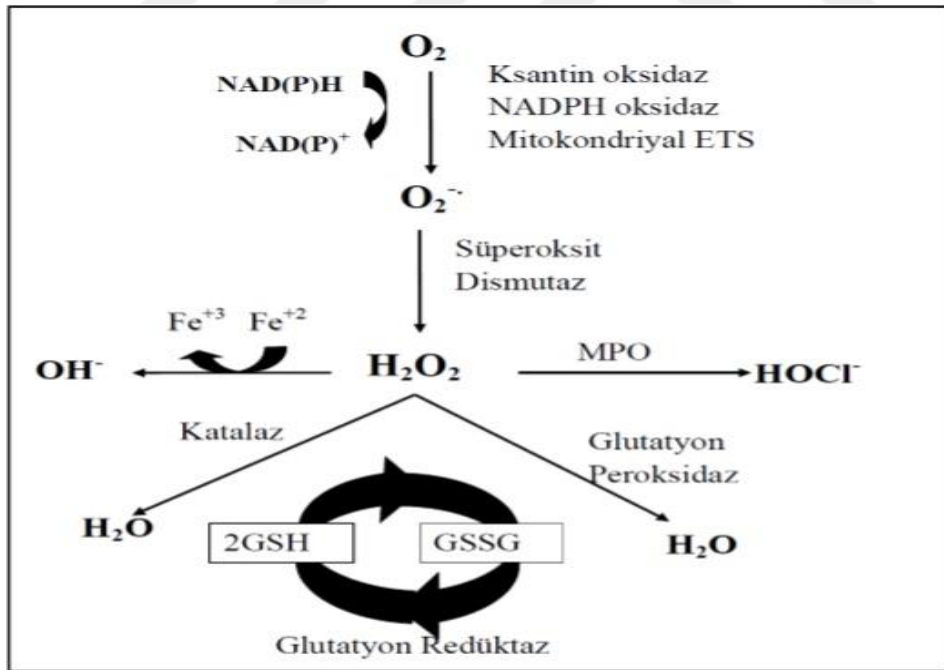 O₂
NAD(P)H
NAD(P)⁺
Ksantin oksidaz
NADPH oksidaz
Mitokondriyal ETS
O₂⁻·
Süperoksit
Dismutaz
Fe⁺³ Fe⁺²
OH⁻
H₂O₂
MPO
HOCl⁻
Katalaz
Glutatyon
Peroksidaz
H₂O
2GSH
GSSG
H₂O
Glutatyon Redüktaz